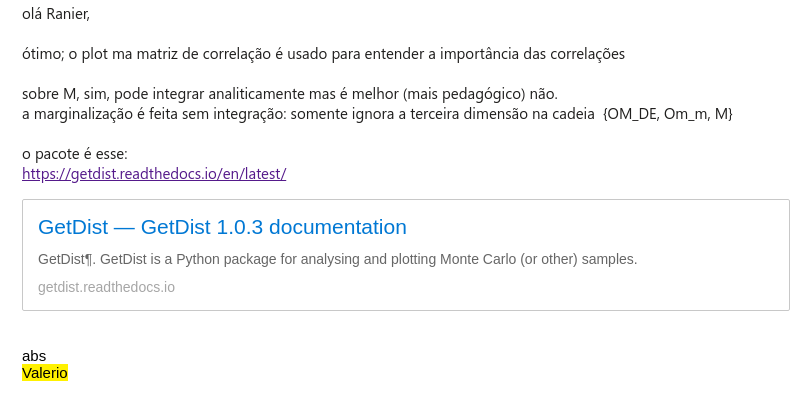 olá Ranier,
ótimo; o plot ma matriz de correlação é usado para entender a importância das correlações
sobre M, sim, pode integrar analiticamente mas é melhor (mais pedagógico) não.
a marginalização é feita sem integração: somente ignora a terceira dimensão na cadeia  {OM_DE, Om_m, M}
o pacote é esse:
https://getdist.readthedocs.io/en/latest/
GetDist — GetDist 1.0.3 documentation
GetDist¶. GetDist is a Python package for analysing and plotting Monte Carlo (or other) samples.
getdist.readthedocs.io
abs
Valerio